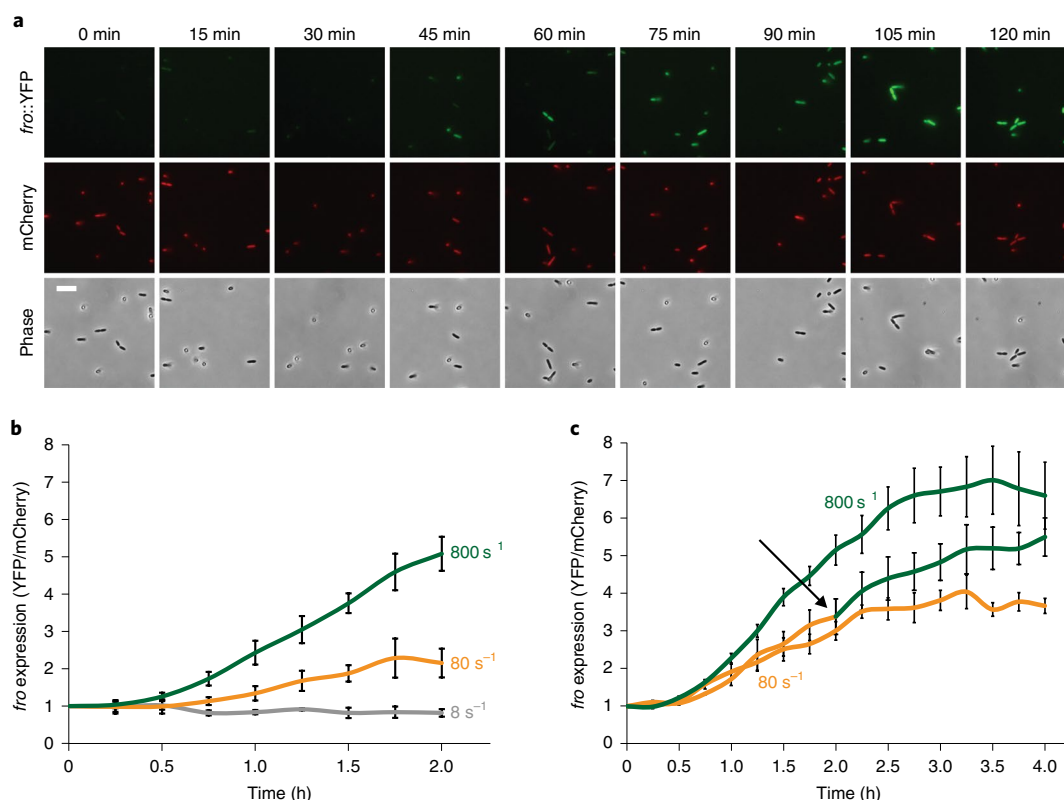 a
0 min 15 min 30 min 45 min 60 min 75 min 90 min 105 min 120 min
fro::YFP
mCherry
Phase
b
fro expression (YFP/mCherry)
8
7
6
5
4
3
2
1
0
800 s 1
80 s⁻¹
8 s⁻¹
0 0.5 1.0 1.5 2.0
Time (h)
c
fro expression (YFP/mCherry)
8
7
6
5
4
3
2
1
0
800 s 1
80 s⁻¹
0 0.5 1.0 1.5 2.0 2.5 3.0 3.5 4.0
Time (h)